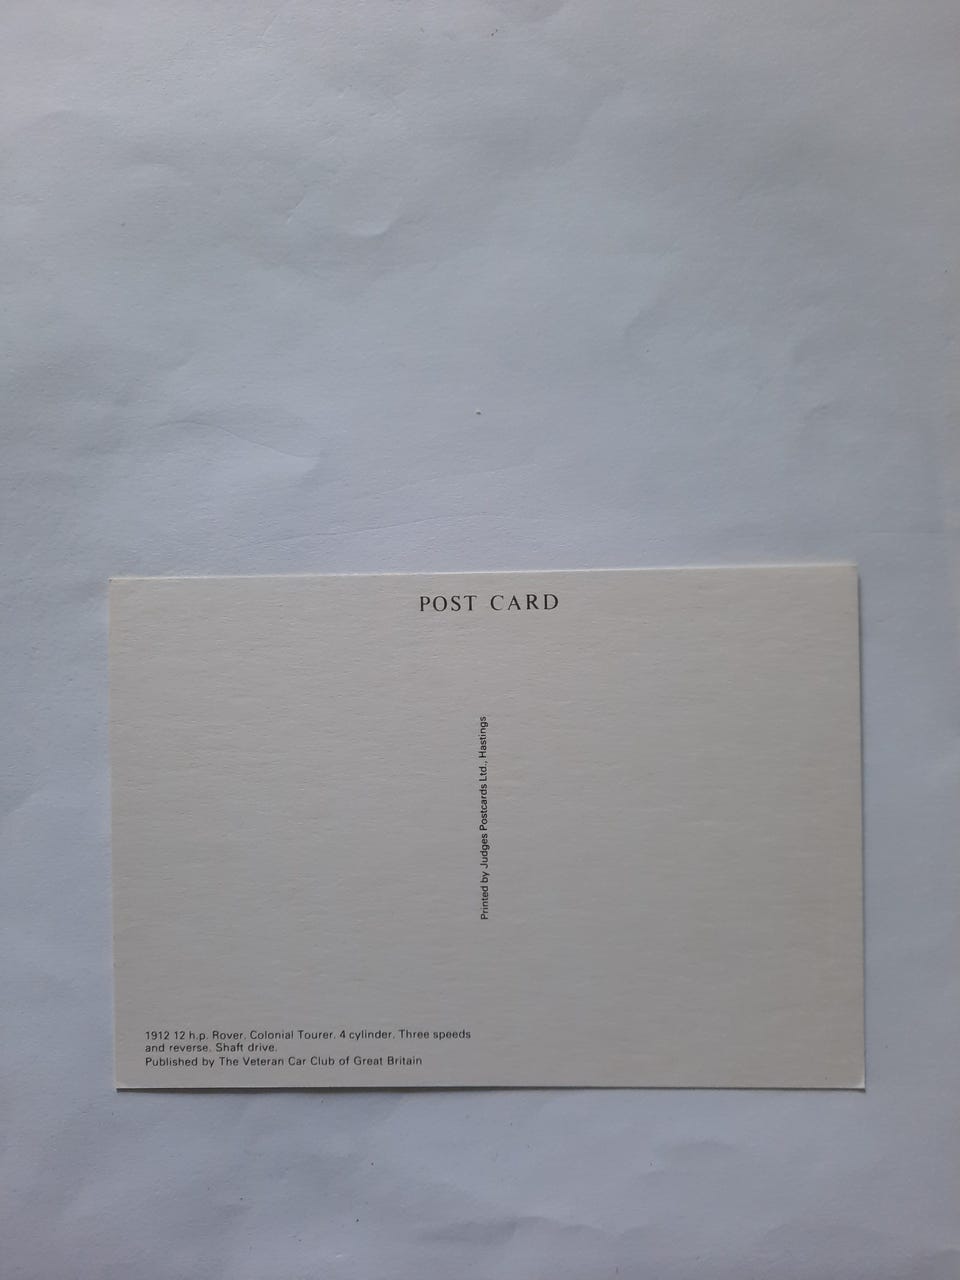 POST CARD
Printed by Judges Postcards Ltd., Hastings
1912 12 h.p. Rover. Colonial Tourer. 4 cylinder. Three speeds
and reverse. Shaft drive.
Published by The Veteran Car Club of Great Britain